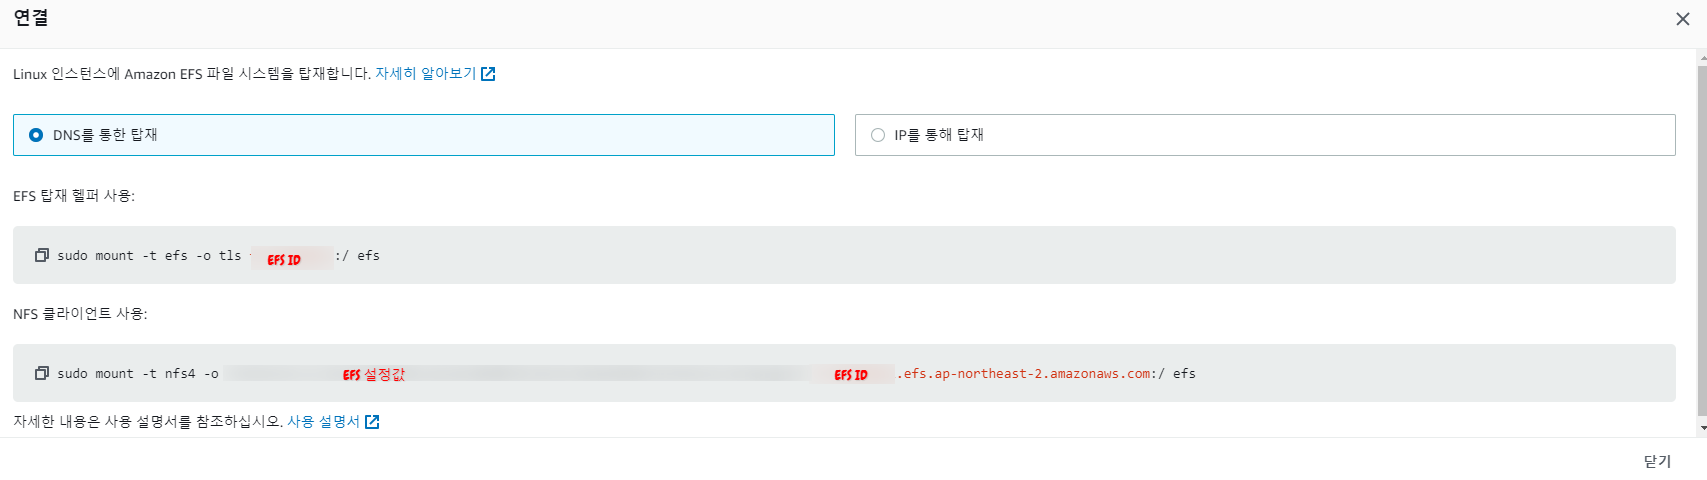 연결
Linux 인스턴스에 Amazon EFS 파일 시스템을 탑재합니다. 자세히 알아보기
DNS를 통한 탑재
IP를 통해 탑재
EFS 탑재 헬퍼 사용:
sudo mount -t efs -o tls EFS ID :/ efs
NFS 클라이언트 사용:
sudo mount -t nfs4 -o EFS 설정값 EFS ID .efs.ap-northeast-2.amazonaws.com:/ efs
자세한 내용은 사용 설명서를 참조하십시오. 사용 설명서
닫기